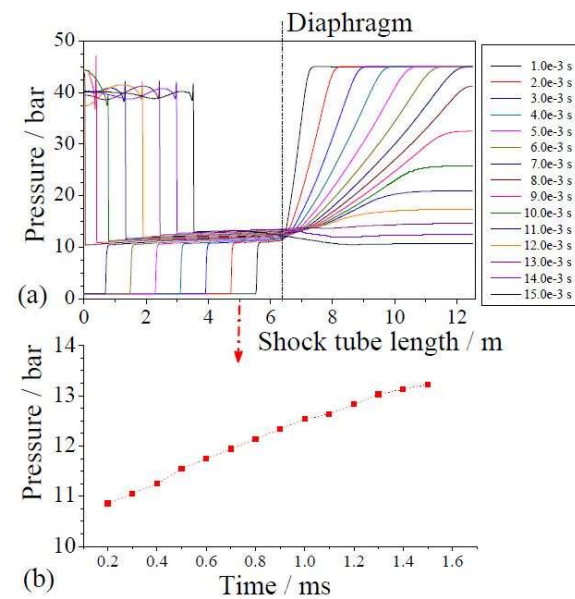 Diaphragm
50
40
30
20
10
0
Pressure / bar
(a)
0 2 4 6 8 10 12
Shock tube length / m
1.0e-3 s
2.0e-3 s
3.0e-3 s
4.0e-3 s
5.0e-3 s
6.0e-3 s
7.0e-3 s
8.0e-3 s
9.0e-3 s
10.0e-3 s
11.0e-3 s
12.0e-3 s
13.0e-3 s
14.0e-3 s
15.0e-3 s
14
13
12
11
10
Pressure / bar
(b)
0.2 0.4 0.6 0.8 1.0 1.2 1.4 1.6
Time / ms